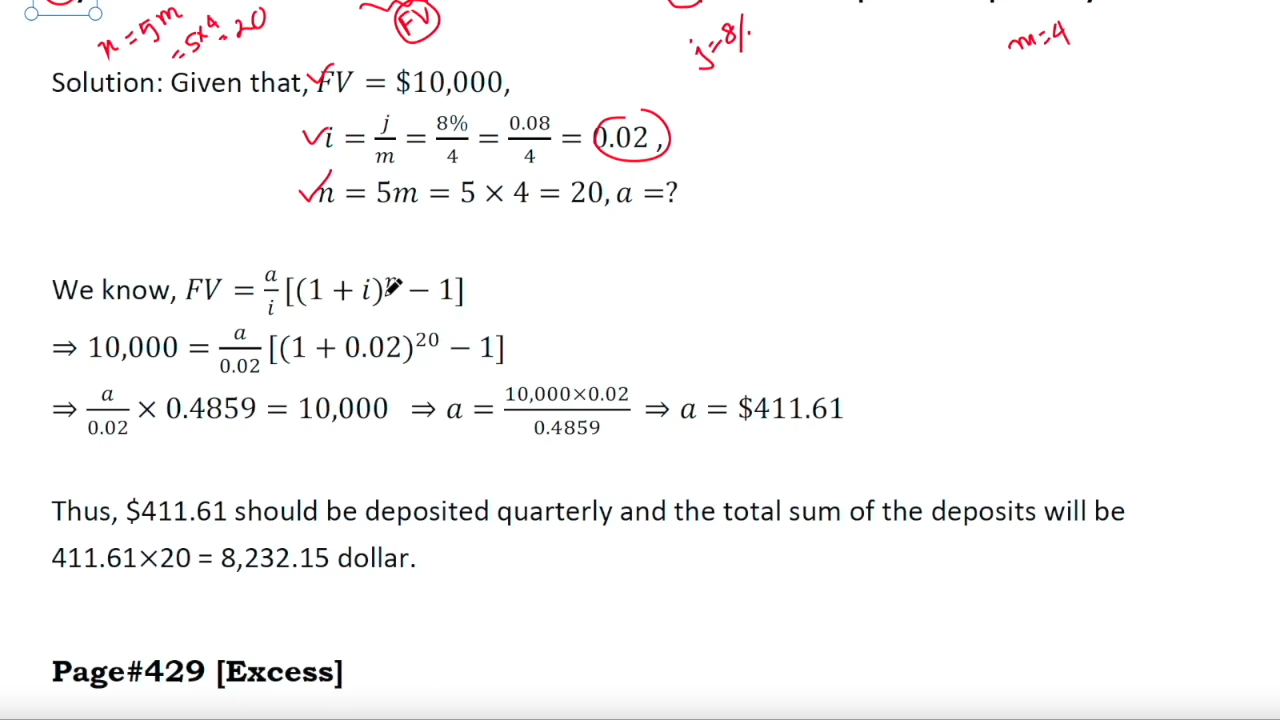 n = 5m
= 5×4 = 20
FV
j = 8%
m = 4
Solution: Given that, FV = $10,000,
i = j/m = 8%/4 = 0.08/4 = 0.02 ,
n = 5m = 5 × 4 = 20, a =?
We know, FV = a/i [(1 + i)ⁿ − 1]
⇒ 10,000 = a/0.02 [(1 + 0.02)²⁰ − 1]
⇒ a/0.02 × 0.4859 = 10,000 ⇒ a = 10,000×0.02/0.4859 ⇒ a = $411.61
Thus, $411.61 should be deposited quarterly and the total sum of the deposits will be
411.61×20 = 8,232.15 dollar.
Page#429 [Excess]